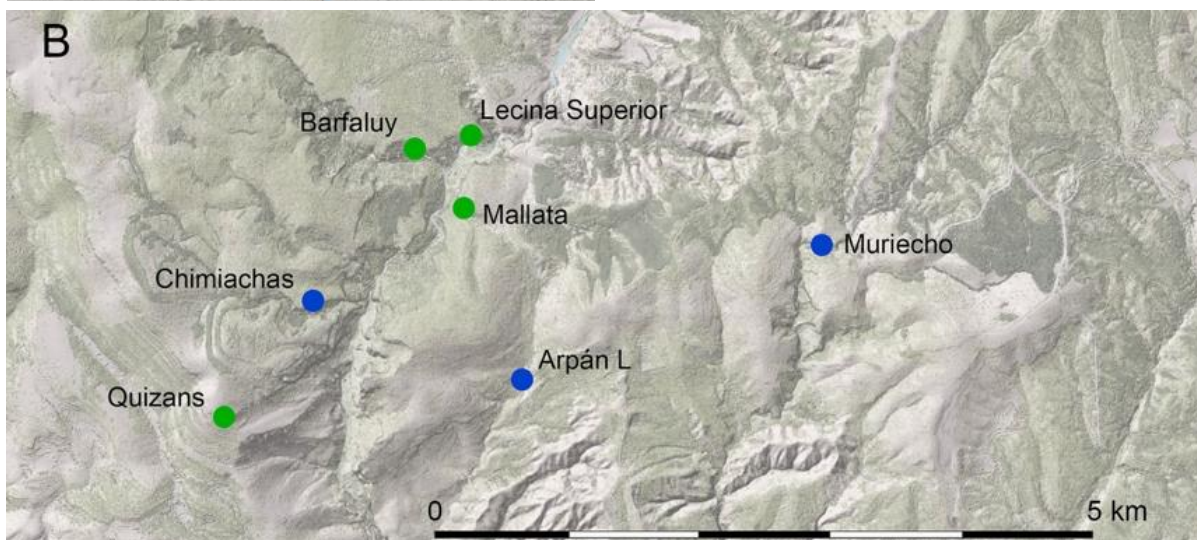 B
Lecina Superior
Barfaluy
Mallata
Muriecho
Chimiachas
Arpán L
Quizans
0 5 km